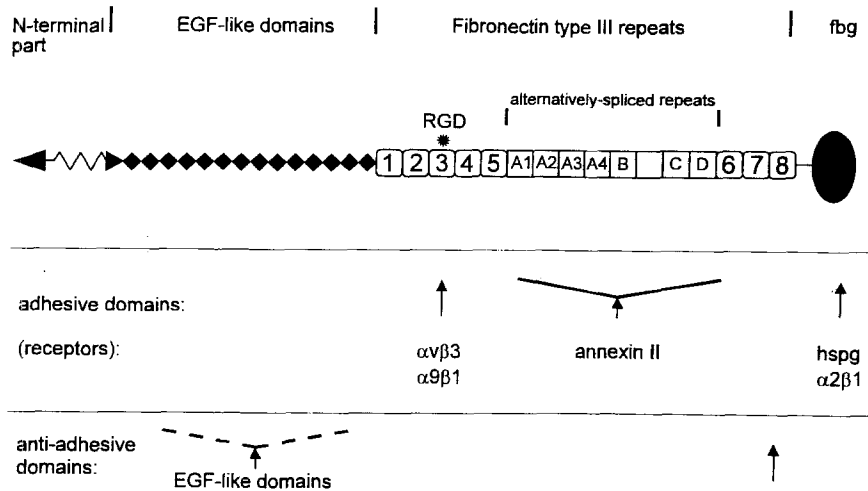 N-terminal part
EGF-like domains
Fibronectin type III repeats
fbg
alternatively-spliced repeats
RGD
1 2 3 4 5 A1 A2 A3 A4 B C D 6 7 8
adhesive domains:
(receptors):
αvβ3
α9β1
annexin II
hspg
α2β1
anti-adhesive domains:
EGF-like domains